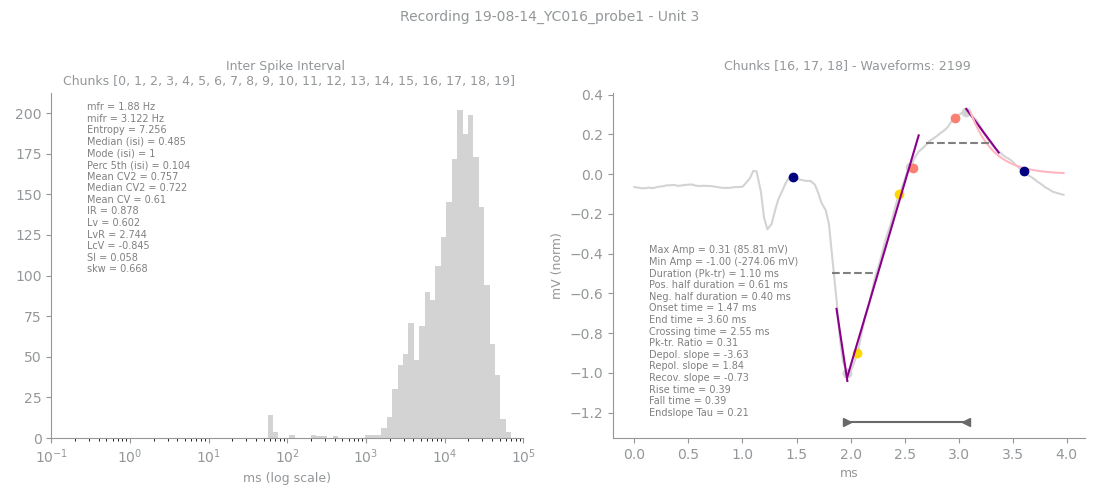 Recording 19-08-14_YC016_probe1 - Unit 3
Inter Spike Interval
Chunks [0, 1, 2, 3, 4, 5, 6, 7, 8, 9, 10, 11, 12, 13, 14, 15, 16, 17, 18, 19]
mfr = 1.88 Hz
mifr = 3.122 Hz
Entropy = 7.256
Median (isi) = 0.485
Mode (isi) = 1
Perc 5th (isi) = 0.104
Mean CV2 = 0.757
Median CV2 = 0.722
Mean CV = 0.61
IR = 0.878
Lv = 0.602
LvR = 2.744
LcV = -0.845
SI = 0.058
skw = 0.668
200
175
150
125
100
75
50
25
0
10−1 100 101 102 103 104 105
ms (log scale)
Chunks [16, 17, 18] - Waveforms: 2199
mV (norm)
0.4
0.2
0.0
−0.2
−0.4
−0.6
−0.8
−1.0
−1.2
Max Amp = 0.31 (85.81 mV)
Min Amp = -1.00 (-274.06 mV)
Duration (Pk-tr) = 1.10 ms
Pos. half duration = 0.61 ms
Neg. half duration = 0.40 ms
Onset time = 1.47 ms
End time = 3.60 ms
Crossing time = 2.55 ms
Pk-tr. Ratio = 0.31
Depol. slope = -3.63
Repol. slope = 1.84
Recov. slope = -0.73
Rise time = 0.39
Fall time = 0.39
Endslope Tau = 0.21
0.0 0.5 1.0 1.5 2.0 2.5 3.0 3.5 4.0
ms